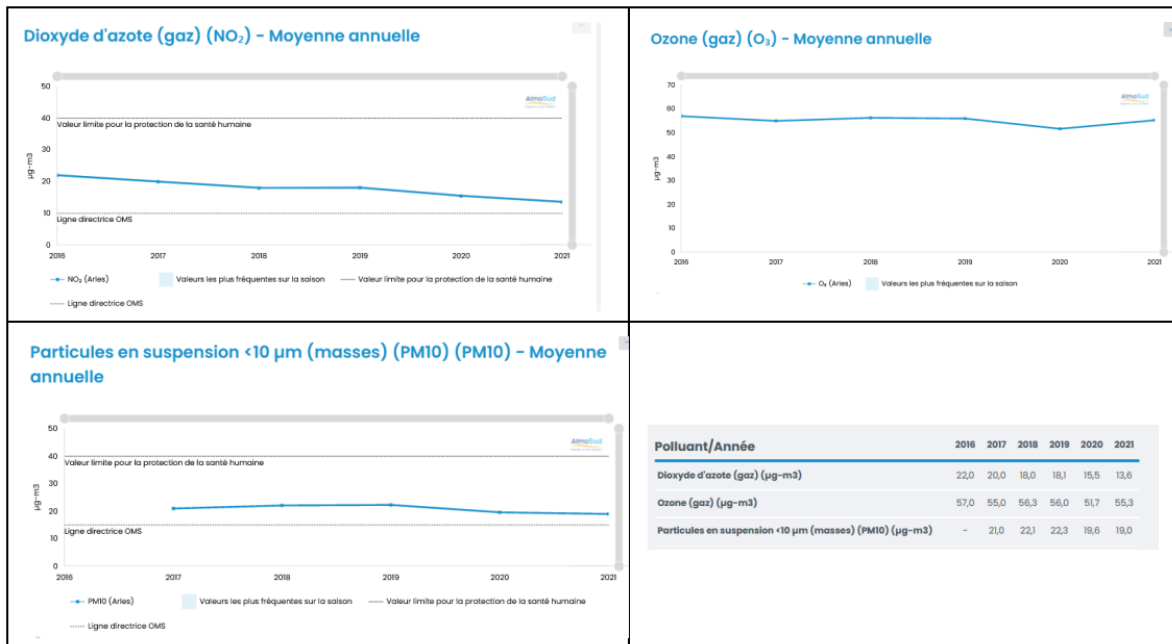 Dioxyde d'azote (gaz) (NO₂) - Moyenne annuelle
AtmoSud
50
40
30
20
10
0
µg-m3
Valeur limite pour la protection de la santé humaine
Ligne directrice OMS
2016 2017 2018 2019 2020 2021
NO₂ (Arles) Valeurs les plus fréquentes sur la saison Valeur limite pour la protection de la santé humaine
Ligne directrice OMS
Ozone (gaz) (O₃) - Moyenne annuelle
AtmoSud
70
60
50
40
30
20
10
0
µg-m3
2016 2017 2018 2019 2020 2021
O₃ (Arles) Valeurs les plus fréquentes sur la saison
Particules en suspension <10 µm (masses) (PM10) (PM10) - Moyenne
annuelle
AtmoSud
50
40
30
20
10
0
µg-m3
Valeur limite pour la protection de la santé humaine
Ligne directrice OMS
2016 2017 2018 2019 2020 2021
PM10 (Arles) Valeurs les plus fréquentes sur la saison Valeur limite pour la protection de la santé humaine
Ligne directrice OMS
Polluant/Année 2016 2017 2018 2019 2020 2021
Dioxyde d'azote (gaz) (µg-m3) 22,0 20,0 18,0 18,1 15,5 13,6
Ozone (gaz) (µg-m3) 57,0 55,0 56,3 56,0 51,7 55,3
Particules en suspension <10 µm (masses) (PM10) (µg-m3) - 21,0 22,1 22,3 19,6 19,0